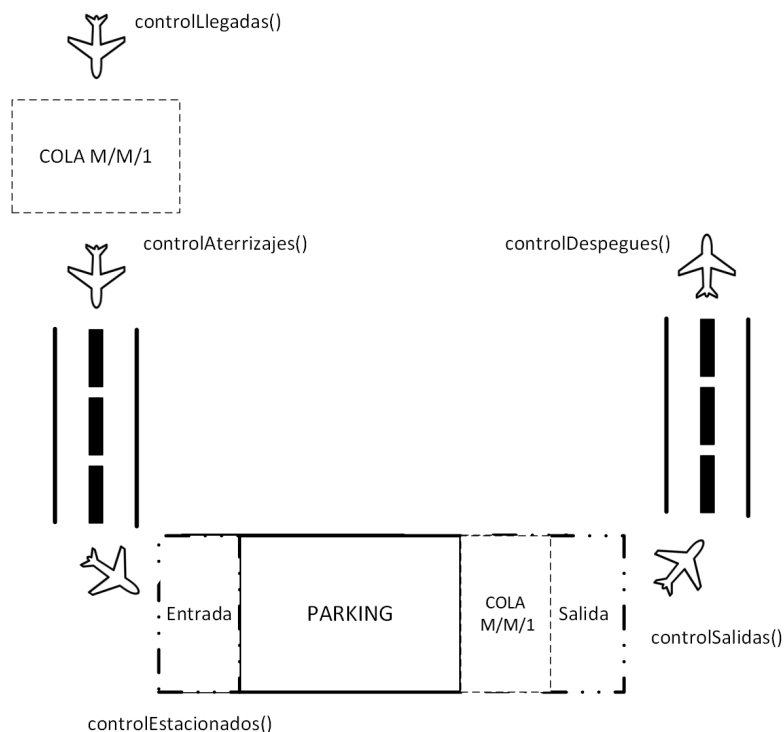 controlLlegadas()
COLA M/M/1
controlAterrizajes()
controlDespegues()
Entrada
PARKING
COLA
M/M/1
Salida
controlSalidas()
controlEstacionados()